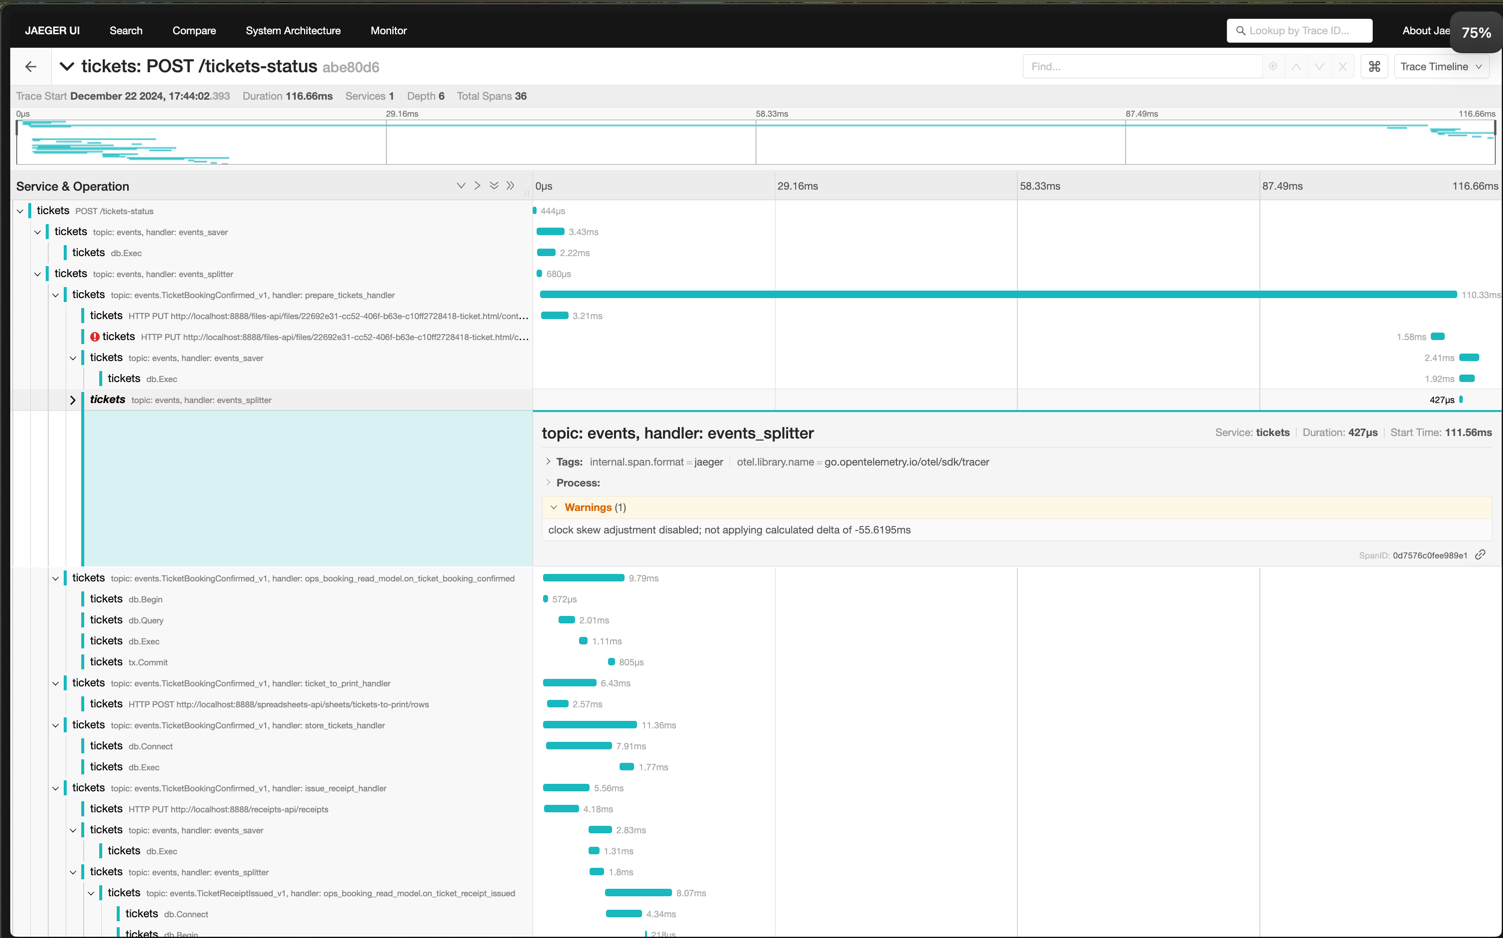 JAEGER UI Search Compare System Architecture Monitor Lookup by Trace ID... About Jae 75%
tickets: POST /tickets-status abe80d6 Find... Trace Timeline
Trace Start December 22 2024, 17:44:02.393 Duration 116.66ms Services 1 Depth 6 Total Spans 36
0μs 29.16ms 58.33ms 87.49ms 116.66ms
Service & Operation 0μs 29.16ms 58.33ms 87.49ms 116.66ms
tickets POST /tickets-status 444μs
tickets topic: events, handler: events_saver 3.43ms
tickets db.Exec 2.22ms
tickets topic: events, handler: events_splitter 680μs
tickets topic: events.TicketBookingConfirmed_v1, handler: prepare_tickets_handler 110.33ms
tickets HTTP PUT http://localhost:8888/files-api/files/22692e31-cc52-406f-b63e-c10ff2728418-ticket.html/cont... 3.21ms
tickets HTTP PUT http://localhost:8888/files-api/files/22692e31-cc52-406f-b63e-c10ff2728418-ticket.html/c... 1.58ms
tickets topic: events, handler: events_saver 2.41ms
tickets db.Exec 1.92ms
tickets topic: events, handler: events_splitter 427μs
topic: events, handler: events_splitter Service: tickets Duration: 427μs Start Time: 111.56ms
Tags: internal.span.format = jaeger otel.library.name = go.opentelemetry.io/otel/sdk/tracer
Process:
Warnings (1)
clock skew adjustment disabled; not applying calculated delta of -55.6195ms
SpanID: 0d7576c0fee989e1
tickets topic: events.TicketBookingConfirmed_v1, handler: ops_booking_read_model.on_ticket_booking_confirmed 9.79ms
tickets db.Begin 572μs
tickets db.Query 2.01ms
tickets db.Exec 1.11ms
tickets tx.Commit 805μs
tickets topic: events.TicketBookingConfirmed_v1, handler: ticket_to_print_handler 6.43ms
tickets HTTP POST http://localhost:8888/spreadsheets-api/sheets/tickets-to-print/rows 2.57ms
tickets topic: events.TicketBookingConfirmed_v1, handler: store_tickets_handler 11.36ms
tickets db.Connect 7.91ms
tickets db.Exec 1.77ms
tickets topic: events.TicketBookingConfirmed_v1, handler: issue_receipt_handler 5.56ms
tickets HTTP PUT http://localhost:8888/receipts-api/receipts 4.18ms
tickets topic: events, handler: events_saver 2.83ms
tickets db.Exec 1.31ms
tickets topic: events, handler: events_splitter 1.8ms
tickets topic: events.TicketReceiptIssued_v1, handler: ops_booking_read_model.on_ticket_receipt_issued 8.07ms
tickets db.Connect 4.34ms
tickets db.Begin 218μs